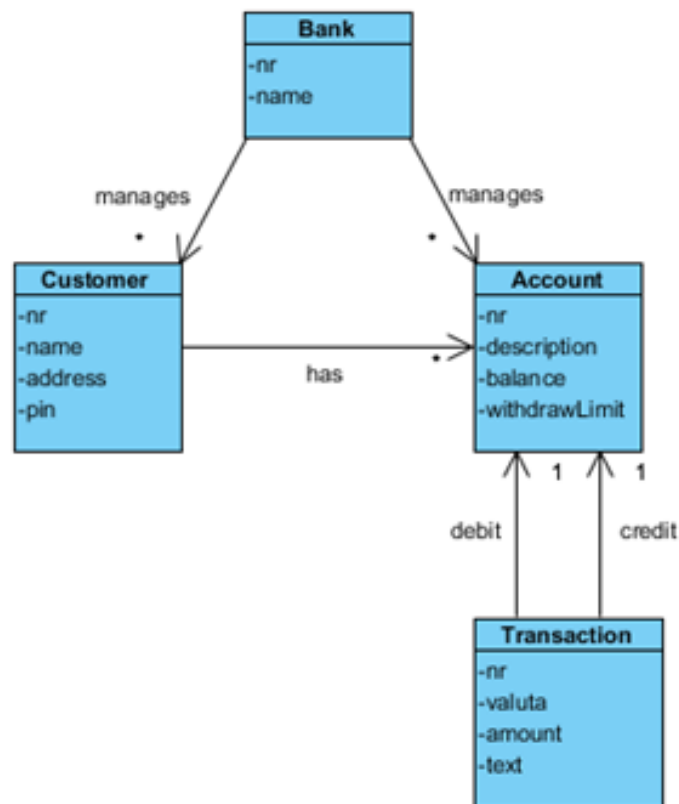 Bank
-nr
-name
manages
manages
*
*
Customer
-nr
-name
-address
-pin
Account
-nr
-description
-balance
-withdrawLimit
has
*
1
1
debit
credit
Transaction
-nr
-valuta
-amount
-text